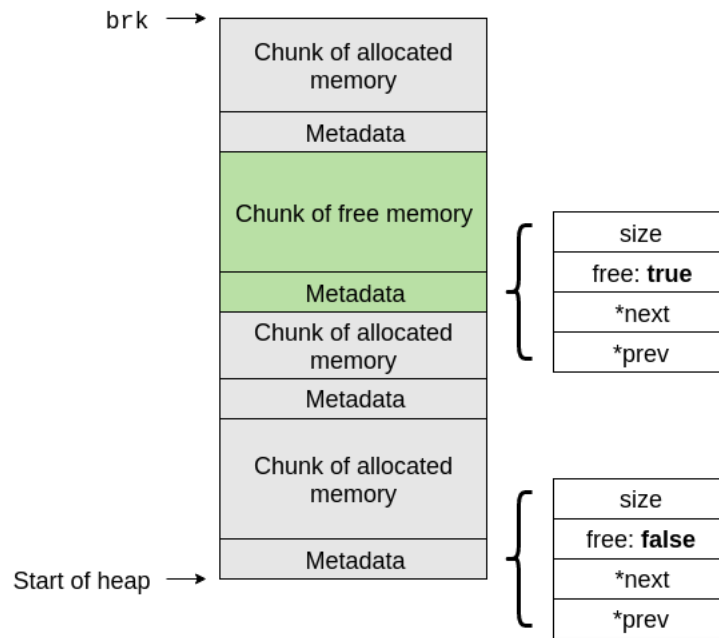 brk
Chunk of allocated
memory
Metadata
Chunk of free memory
Metadata
Chunk of allocated
memory
Metadata
Chunk of allocated
memory
Metadata
Start of heap
size
free: true
*next
*prev
size
free: false
*next
*prev